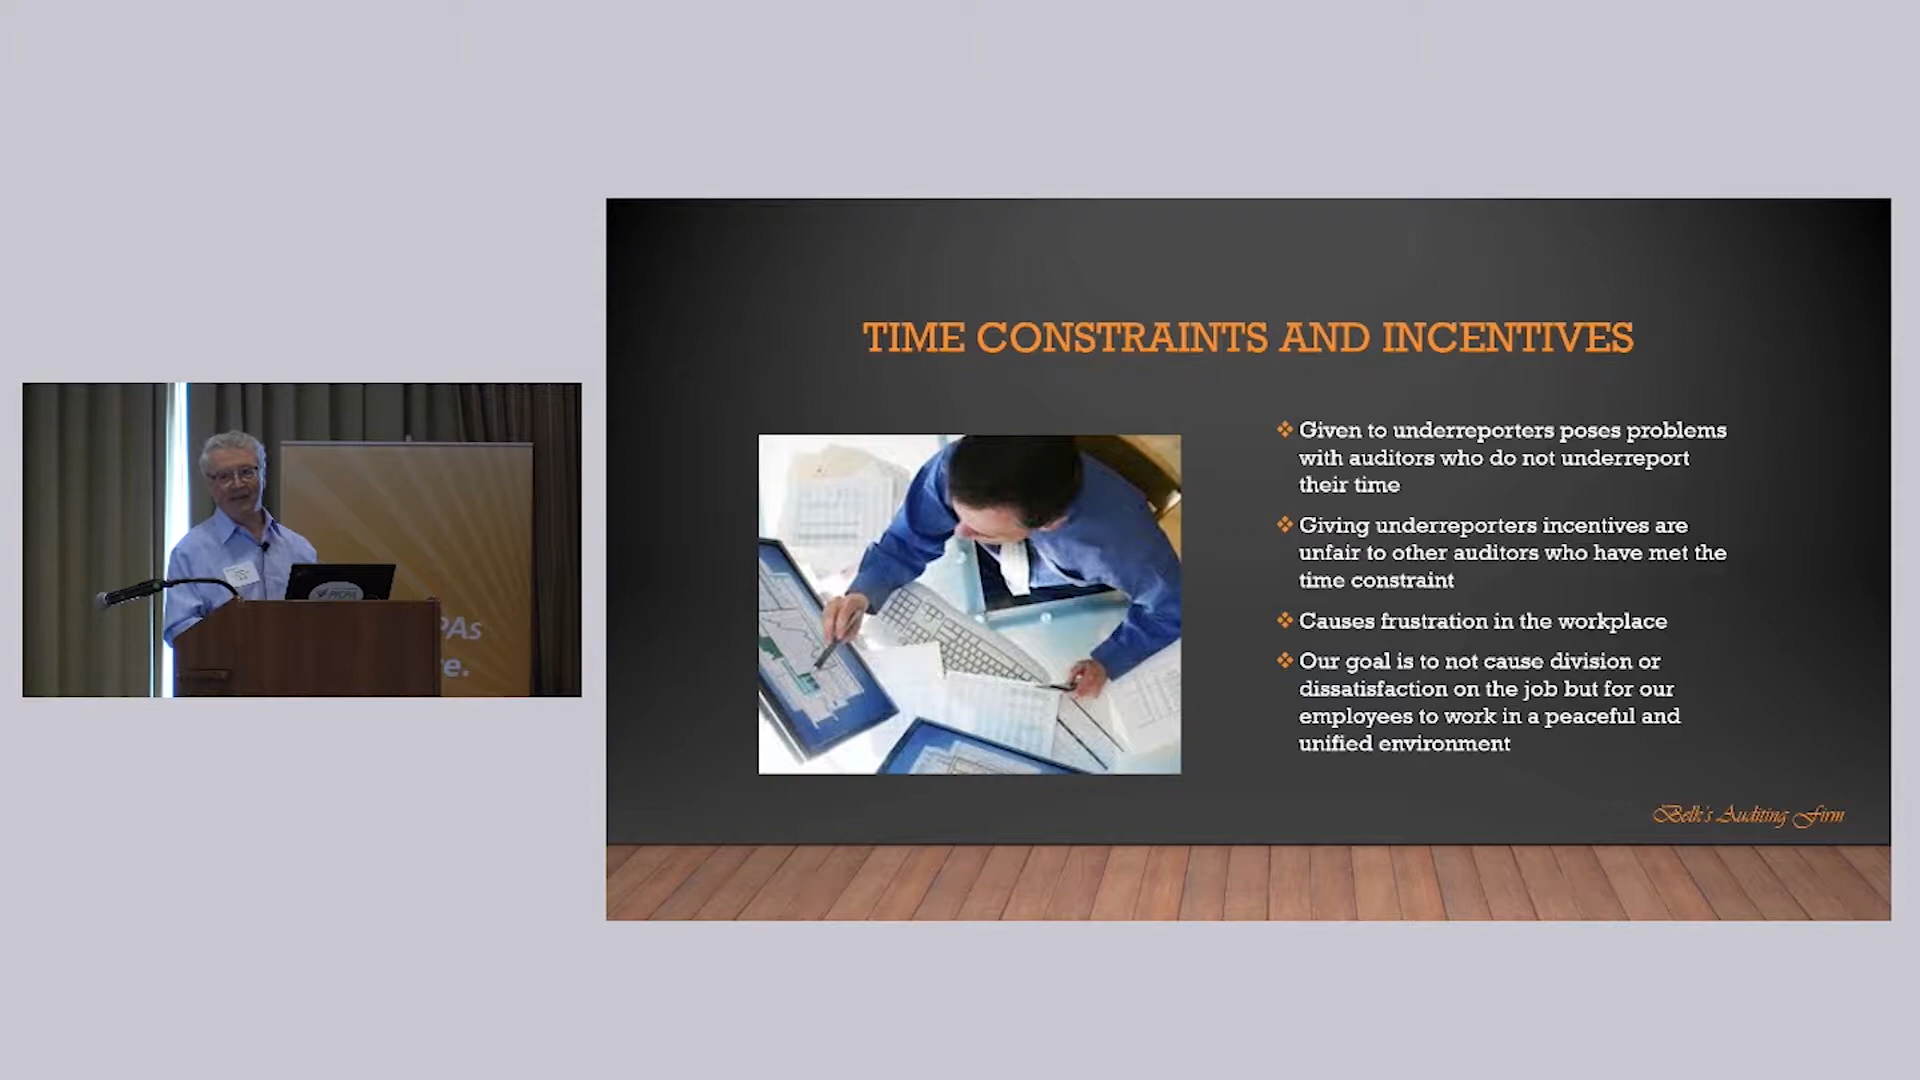 TIME CONSTRAINTS AND INCENTIVES
❖ Given to underreporters poses problems
with auditors who do not underreport
their time
❖ Giving underreporters incentives are
unfair to other auditors who have met the
time constraint
❖ Causes frustration in the workplace
❖ Our goal is to not cause division or
dissatisfaction on the job but for our
employees to work in a peaceful and
unified environment
Belk's Auditing Firm
PICPA
PAs
e.